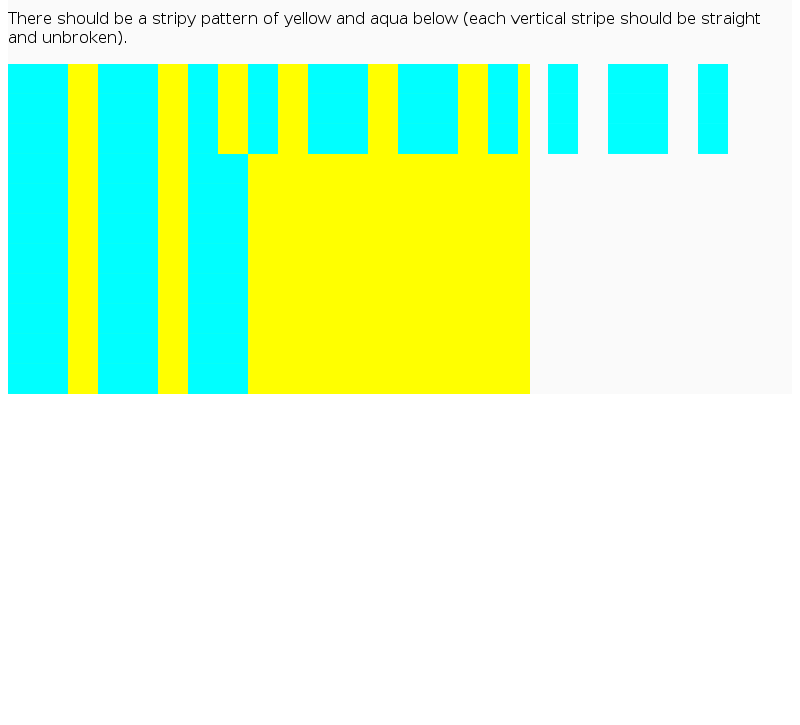 There should be a stripy pattern of yellow and aqua below (each vertical stripe should be straight
and unbroken).